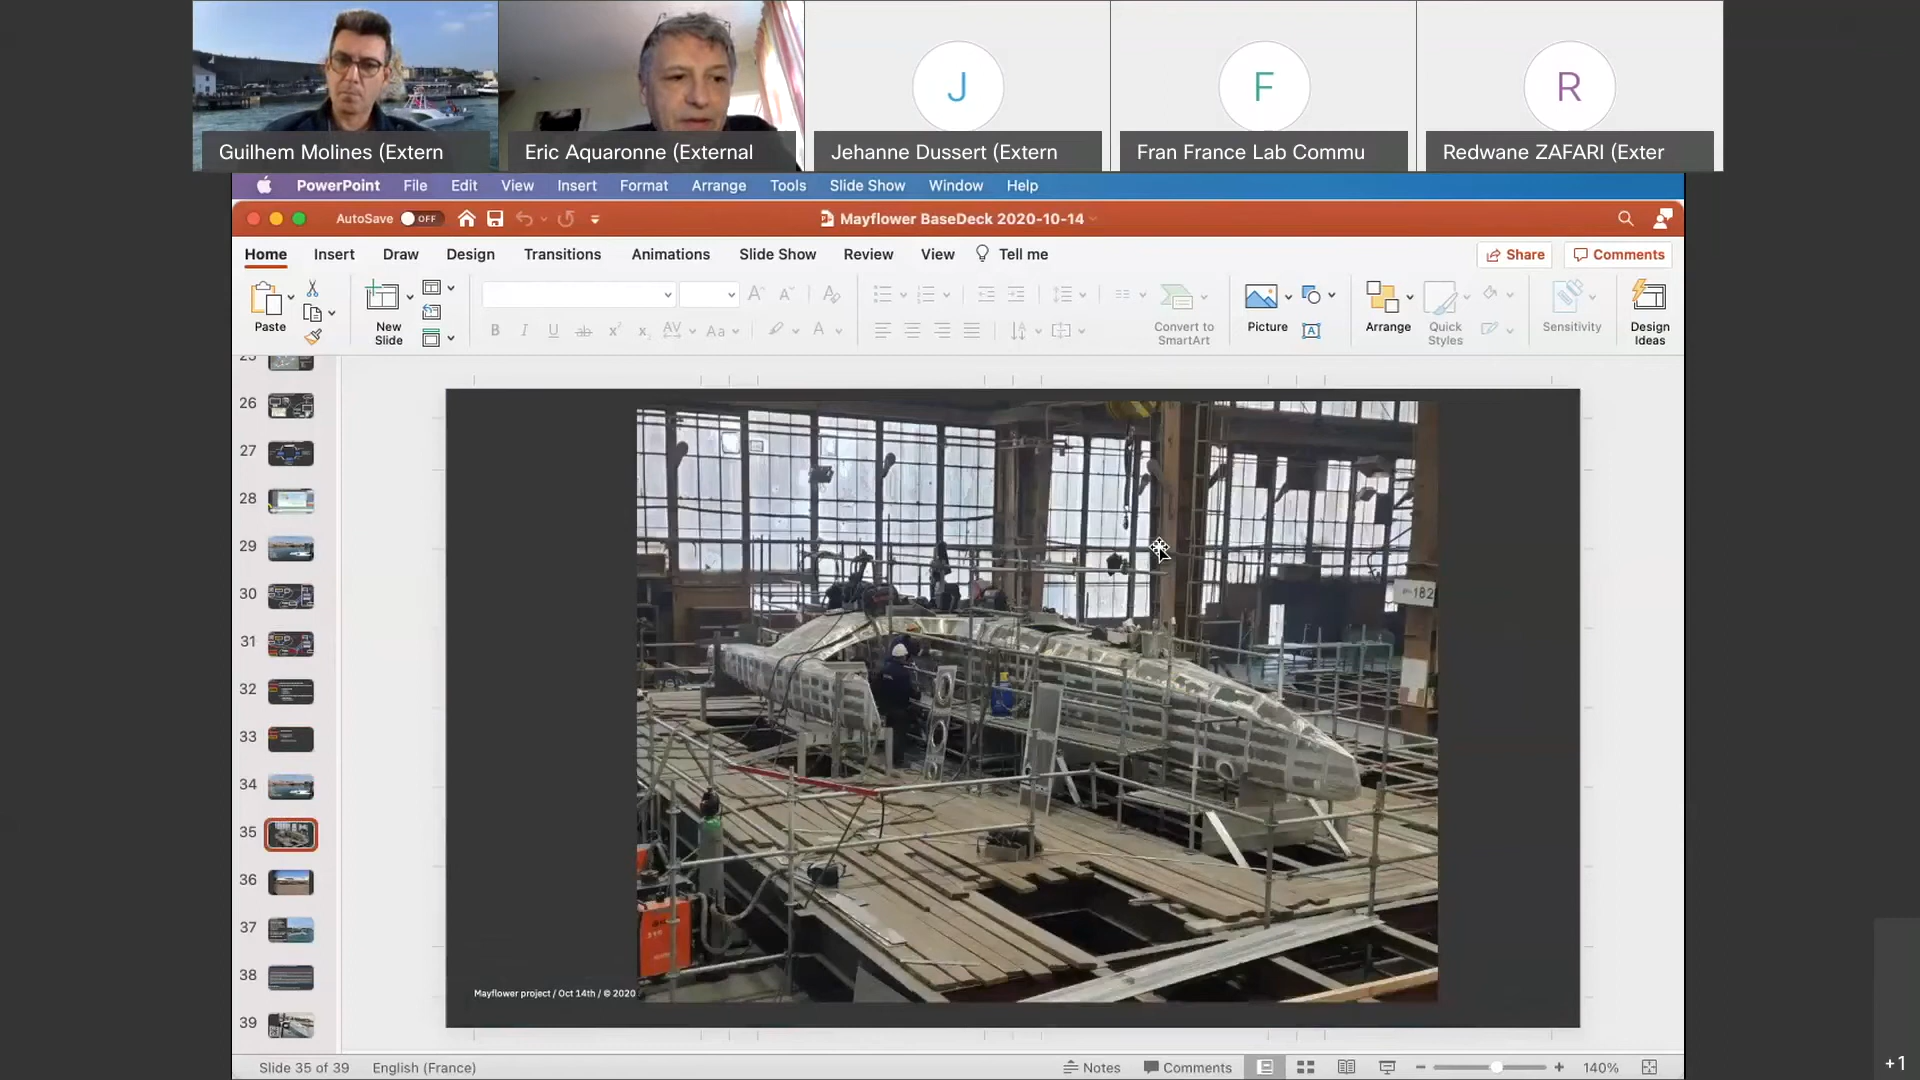 J
F
R
Guilhem Molines (Extern
Eric Aquaronne (External
Jehanne Dussert (Extern
Fran France Lab Commu
Redwane ZAFARI (Exter
PowerPoint File Edit View Insert Format Arrange Tools Slide Show Window Help
AutoSave OFF
Mayflower BaseDeck 2020-10-14
Home Insert Draw Design Transitions Animations Slide Show Review View Tell me
Share Comments
Paste
New
Slide
Convert to
SmartArt
Picture
Arrange
Quick
Styles
Sensitivity
Design
Ideas
25
26
27
28
29
30
31
32
33
34
35
36
37
38
39
182
Mayflower project / Oct 14th / © 2020
Slide 35 of 39 English (France)
Notes Comments 140%
+1